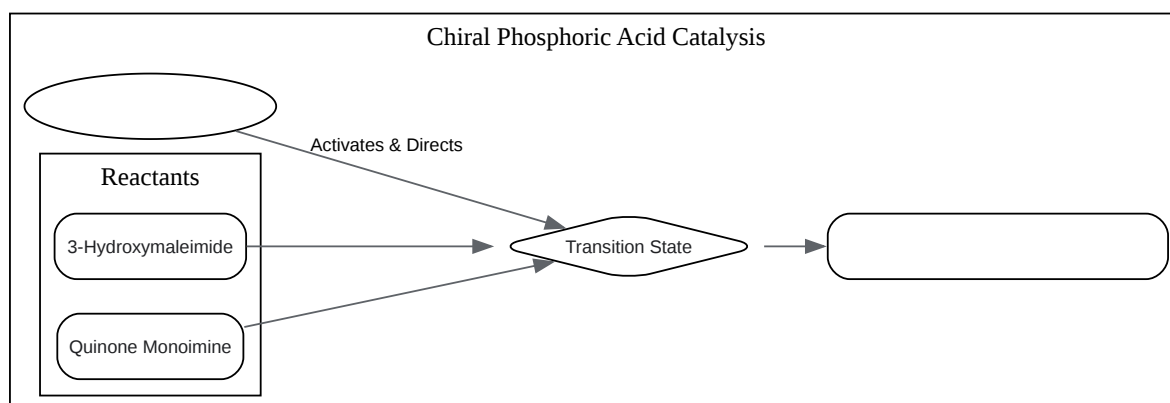 Chiral Phosphoric Acid Catalysis
Activates & Directs
Reactants
3-Hydroxymaleimide
Transition State
Quinone Monoimine